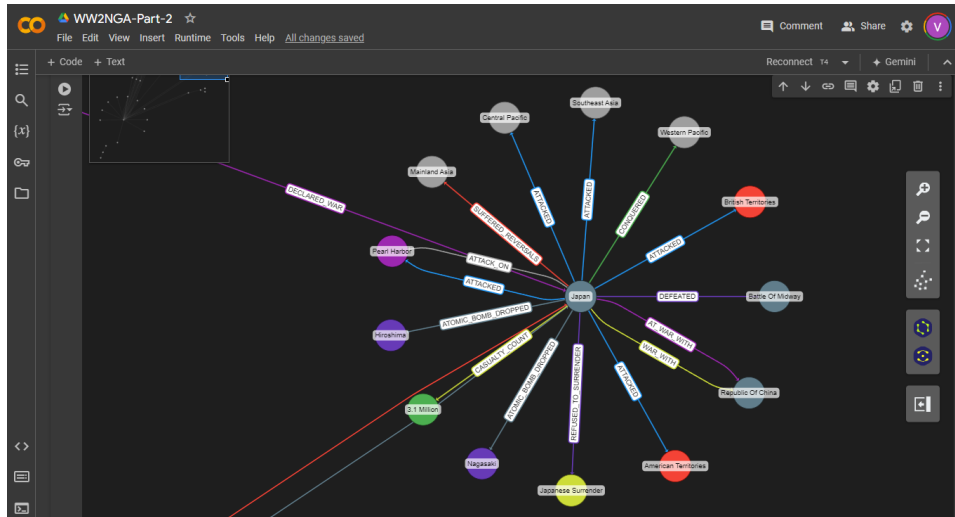 WW2NGA-Part-2
Comment
Share
V
File Edit View Insert Runtime Tools Help All changes saved
+ Code + Text
Reconnect T4
Gemini
{x}
Southeast Asia
Central Pacific
Western Pacific
Mainland Asia
DECLARED_WAR
ATTACKED
ATTACKED
CONQUERED
British Territories
SUFFERED_REVERSALS
Pearl Harbor
ATTACK_ON
ATTACKED
ATTACKED
Japan
DEFEATED
Battle Of Midway
ATOMIC_BOMB_DROPPED
Hiroshima
AT_WAR_WITH
CASUALTY_COUNT
WAR_WITH
ATOMIC_BOMB_DROPPED
REFUSED_TO_SURRENDER
ATTACKED
Republic Of China
3.1 Million
Nagasaki
American Territories
Japanese Surrender